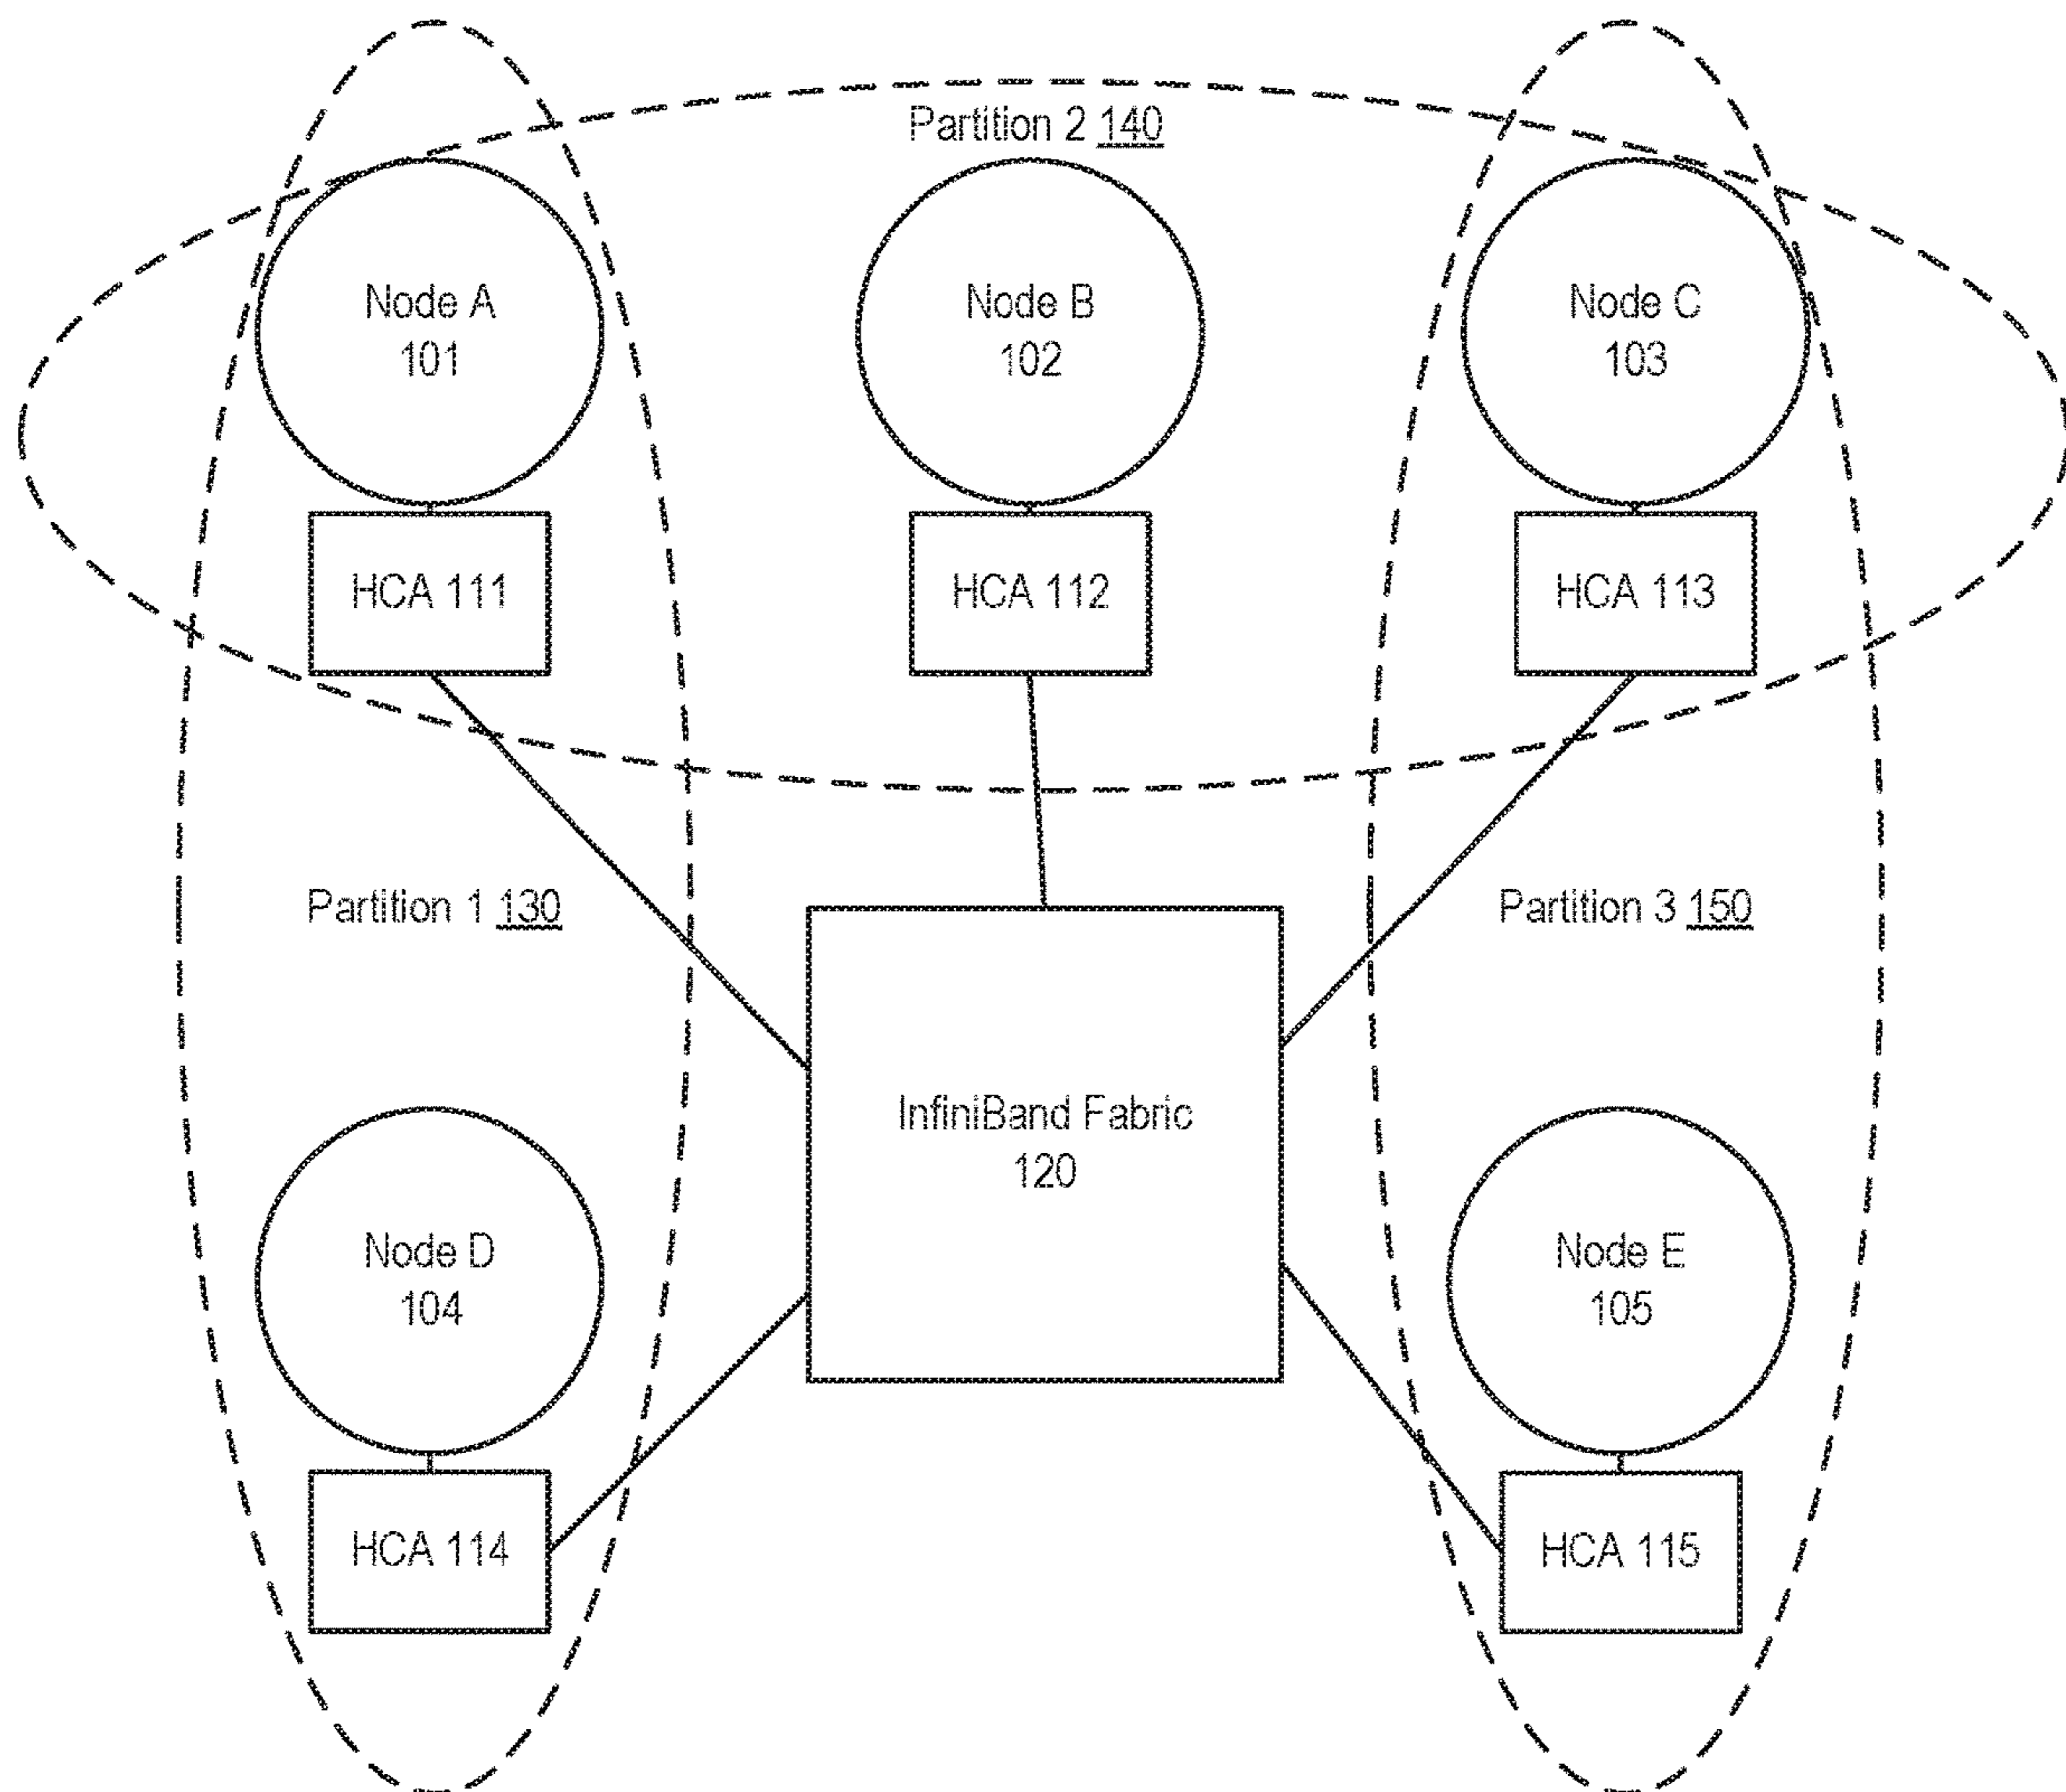 Partition 2 140
Node A
101
Node B
102
Node C
103
HCA 111
HCA 112
HCA 113
Partition 1 130
Partition 3 150
InfiniBand Fabric
120
Node D
104
Node E
105
HCA 114
HCA 115